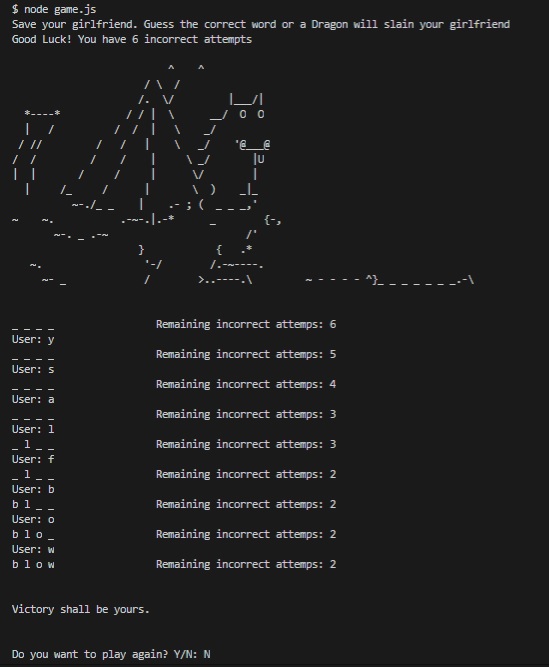 $ node game.js
Save your girlfriend. Guess the correct word or a Dragon will slain your girlfriend
Good Luck! You have 6 incorrect attempts
_ _ _ _ Remaining incorrect attemps: 6
User: y
_ _ _ _ Remaining incorrect attemps: 5
User: s
_ _ _ _ Remaining incorrect attemps: 4
User: a
_ _ _ _ Remaining incorrect attemps: 3
User: l
_ l _ _ Remaining incorrect attemps: 3
User: f
_ l _ _ Remaining incorrect attemps: 2
User: b
b l _ _ Remaining incorrect attemps: 2
User: o
b l o _ Remaining incorrect attemps: 2
User: w
b l o w Remaining incorrect attemps: 2
Victory shall be yours.
Do you want to play again? Y/N: N